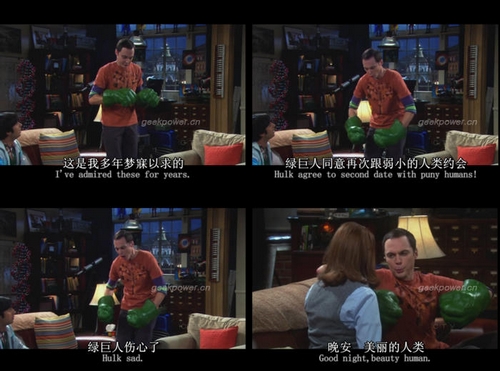 geekpower.cn
这是我多年梦寐以求的
I've admired these for years.
geekpower.cn
绿巨人同意再次跟弱小的人类约会
Hulk agree to second date with puny humans!
geekpower.cn
绿巨人伤心了
Hulk sad.
geekpower.cn
晚安 美丽的人类
Good night,beauty human.